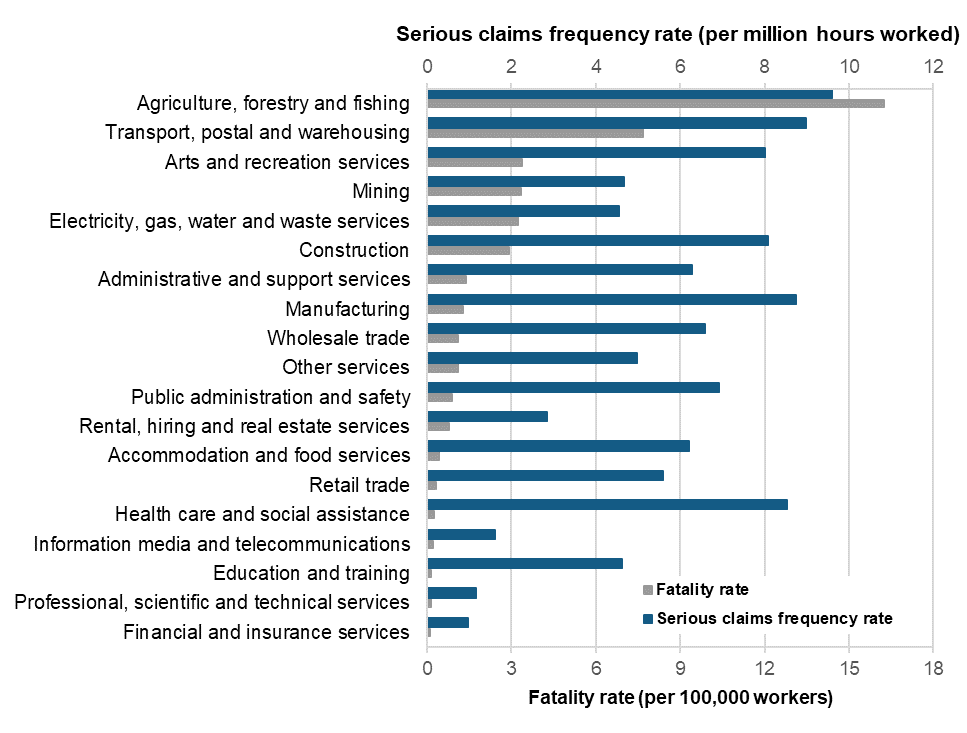 Serious claims frequency rate (per million hours worked)
0 2 4 6 8 10 12
Agriculture, forestry and fishing
Transport, postal and warehousing
Arts and recreation services
Mining
Electricity, gas, water and waste services
Construction
Administrative and support services
Manufacturing
Wholesale trade
Other services
Public administration and safety
Rental, hiring and real estate services
Accommodation and food services
Retail trade
Health care and social assistance
Information media and telecommunications
Education and training
Professional, scientific and technical services
Financial and insurance services
Fatality rate
Serious claims frequency rate
0 3 6 9 12 15 18
Fatality rate (per 100,000 workers)